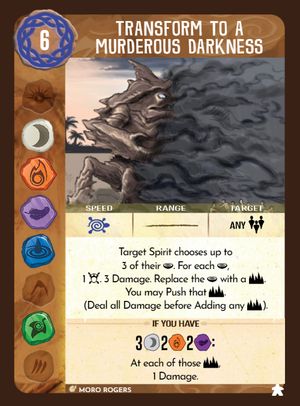 6
TRANSFORM TO A
MURDEROUS DARKNESS
SPEED
RANGE
TARGET
ANY
Target Spirit chooses up to
3 of their . For each ,
1 . 3 Damage. Replace the with a .
You may Push that .
(Deal all Damage before Adding any .)
IF YOU HAVE
3 2 2 :
At each of those ,
1 Damage.
MORO ROGERS